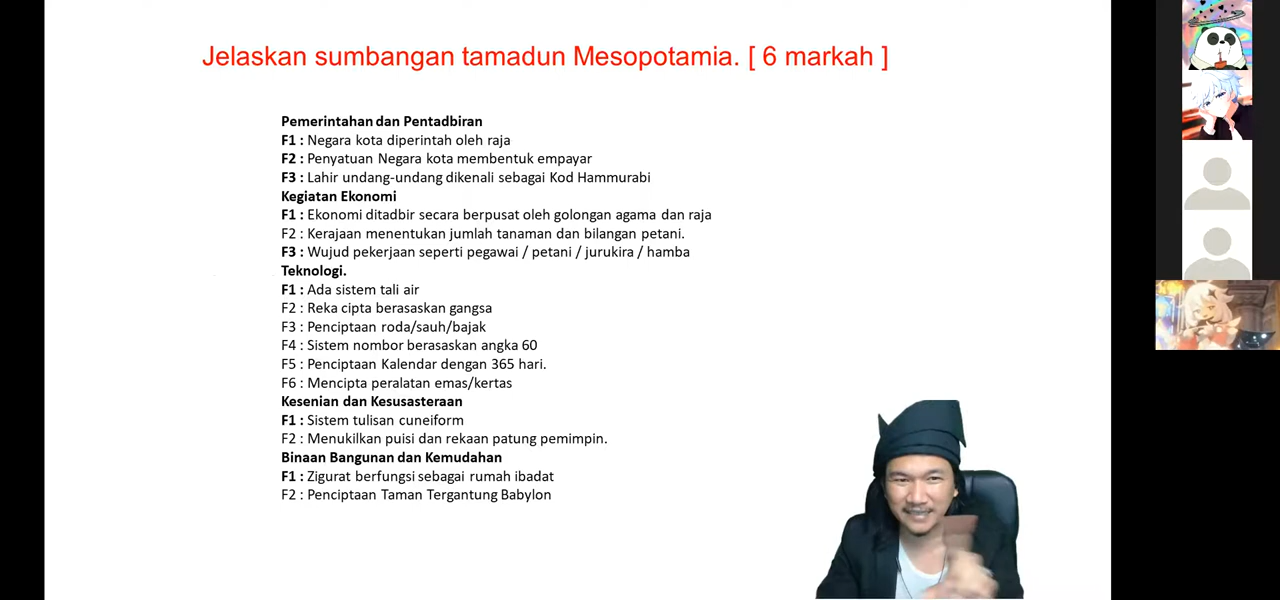 Jelaskan sumbangan tamadun Mesopotamia. [ 6 markah ]
Pemerintahan dan Pentadbiran
F1 : Negara kota diperintah oleh raja
F2 : Penyatuan Negara kota membentuk empayar
F3 : Lahir undang-undang dikenali sebagai Kod Hammurabi
Kegiatan Ekonomi
F1 : Ekonomi ditadbir secara berpusat oleh golongan agama dan raja
F2 : Kerajaan menentukan jumlah tanaman dan bilangan petani.
F3 : Wujud pekerjaan seperti pegawai / petani / jurukira / hamba
Teknologi.
F1 : Ada sistem tali air
F2 : Reka cipta berasaskan gangsa
F3 : Penciptaan roda/sauh/bajak
F4 : Sistem nombor berasaskan angka 60
F5 : Penciptaan Kalendar dengan 365 hari.
F6 : Mencipta peralatan emas/kertas
Kesenian dan Kesusasteraan
F1 : Sistem tulisan cuneiform
F2 : Menukilkan puisi dan rekaan patung pemimpin.
Binaan Bangunan dan Kemudahan
F1 : Zigurat berfungsi sebagai rumah ibadat
F2 : Penciptaan Taman Tergantung Babylon